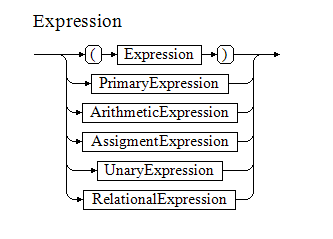 Expression
( Expression )
PrimaryExpression
ArithmeticExpression
AssigmentExpression
UnaryExpression
RelationalExpression